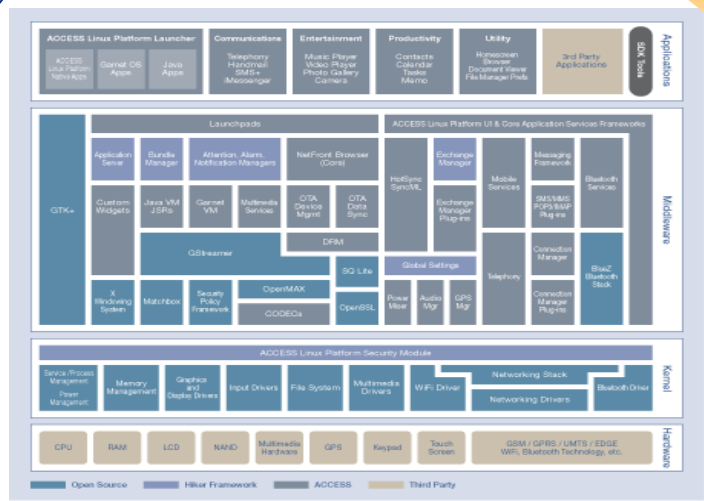 ACCESS Linux Platform Launcher
ACCESS
Linux Platform
Native Apps
Garnet OS
Apps
Java
Apps
Communications
Telephony
Handmail
SMS+
iMessenger
Entertainment
Music Player
Video Player
Photo Gallery
Camera
Productivity
Contacts
Calendar
Tasks
Memo
Utility
Homescreen
Browser
Document Viewer
File Manager Prefs
3rd Party
Applications
SDK Tools
Applications
GTK+
Launchpads
Application
Server
Bundle
Manager
Attention, Alarm,
Notification Managers
NetFront Browser
(Core)
Custom
Widgets
Java VM
JSRs
Garnet
VM
Multimedia
Services
OTA
Device
Mgmt
OTA
Data
Sync
DRM
GStreamer
SQ Lite
X
Windowing
System
Matchbox
Security
Policy
Framework
OpenMAX
CODECs
OpenSSL
ACCESS Linux Platform UI & Core Application Services Frameworks
HotSync
SyncML
Exchange
Manager
Exchange
Manager
Plug-ins
Global Settings
Power
Mgr
Audio
Mgr
GPS
Mgr
Mobile
Services
Telephony
Messaging
Framework
SMS/MMS
POP3/IMAP
Plug-ins
Connection
Manager
Connection
Manager
Plug-ins
Bluetooth
Services
BlueZ
Bluetooth
Stack
Middleware
ACCESS Linux Platform Security Module
Service/Process
Management
Power
Management
Memory
Management
Graphics
and
Display Drivers
Input Drivers
File System
Multimedia
Drivers
WiFi Driver
Networking Stack
Networking Drivers
Bluetooth Driver
Kernel
CPU
RAM
LCD
NAND
Multimedia
Hardware
GPS
Keypad
Touch
Screen
GSM / GPRS / UMTS / EDGE
WiFi, Bluetooth Technology, etc.
Hardware
Open Source
Hiker Framework
ACCESS
Third Party